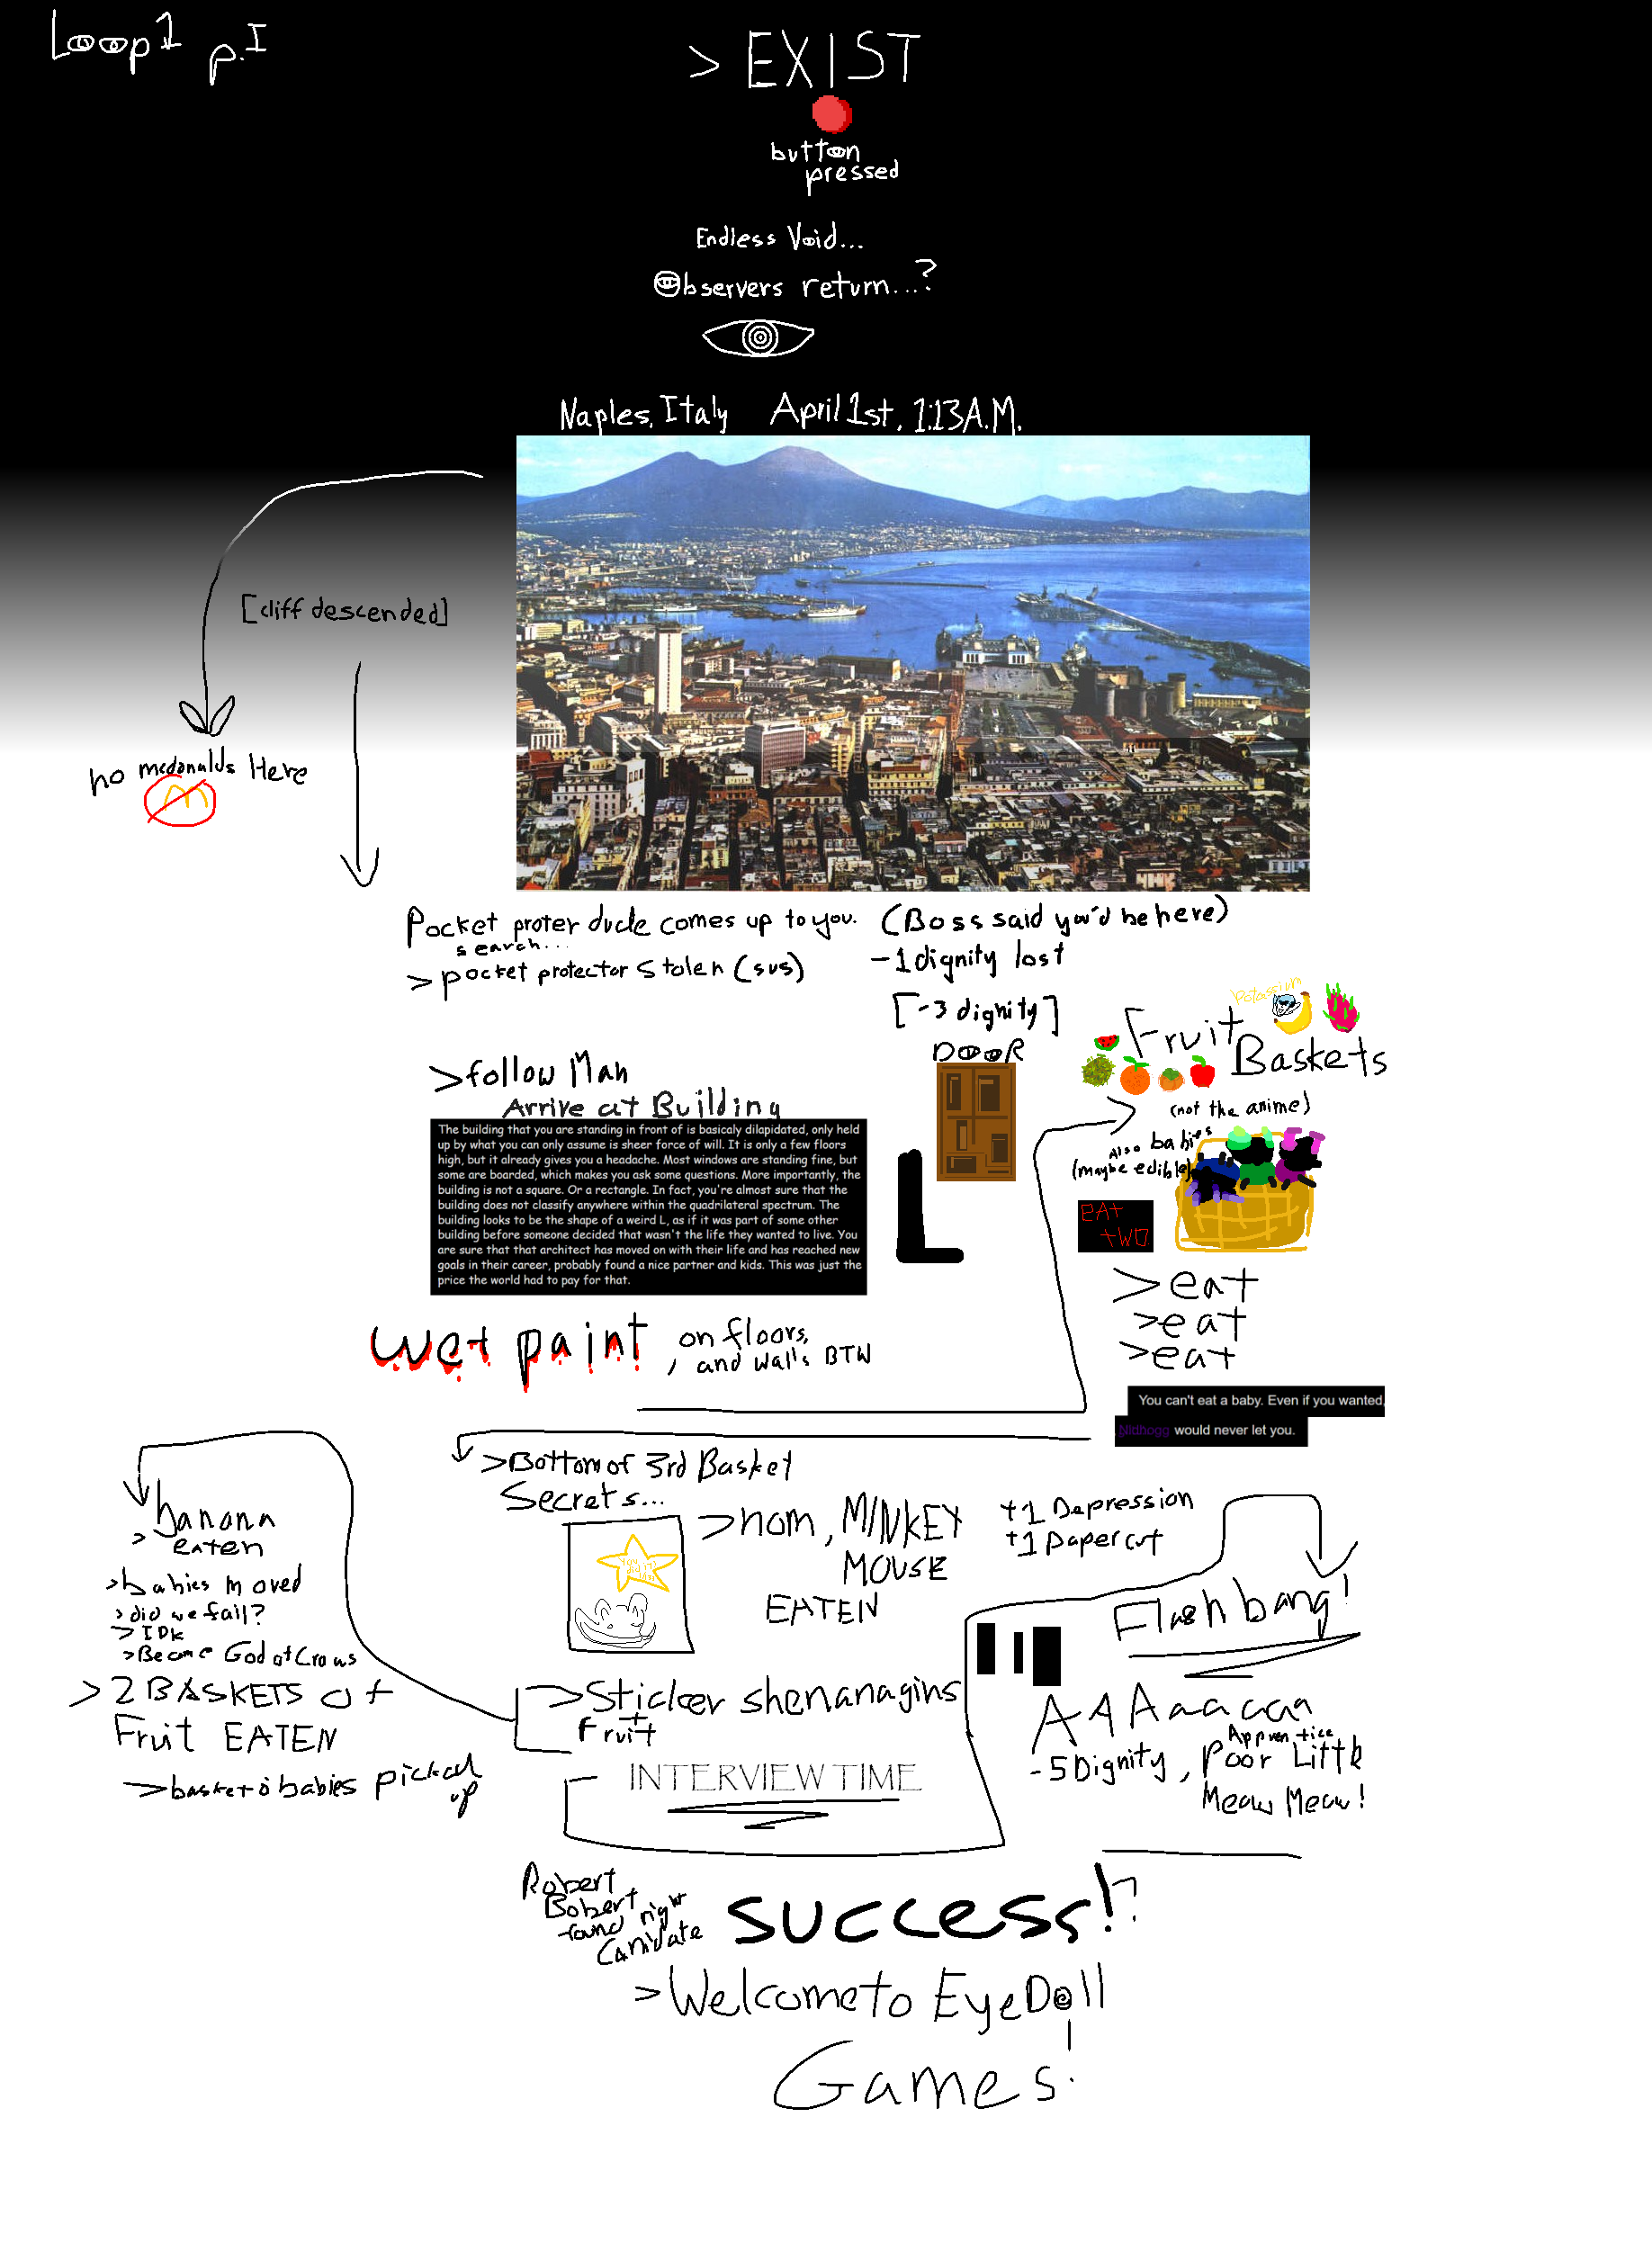 Loop 1 p.I
> EXIST
button
pressed
Endless Void...
Observers return...?
Naples, Italy April 1st, 1:13 A.M.
[cliff descended]
no mcdonalds Here
Pocket proter dude comes up to you. (Boss said you'd be here)
search...
-1 dignity lost
> pocket protector stolen (sus)
[-3 dignity]
DOOR
potassium
Fruit
Baskets
(not the anime)
Also babies
(maybe edible)
eAt
twO
>follow Man
Arrive at Building
The building that you are standing in front of is basicaly dilapidated, only held
up by what you can only assume is sheer force of will. It is only a few floors
high, but it already gives you a headache. Most windows are standing fine, but
some are boarded, which makes you ask some questions. More importantly, the
building is not a square. Or a rectangle. In fact, you're almost sure that the
building does not classify anywhere within the quadrilateral spectrum. The
building looks to be the shape of a weird L, as if it was part of some other
building before someone decided that wasn't the life they wanted to live. You
are sure that that architect has moved on with their life and has reached new
goals in their career, probably found a nice partner and kids. This was just the
price the world had to pay for that.
L
>eat
>eat
>eat
wet paint on floors,
, and walls BTW
You can't eat a baby. Even if you wanted,
Nidhogg would never let you.
>Bottom of 3rd Basket
Secrets...
>nom, MINKEY
MOUSE
EATEN
+1 Depression
+1 papercut
banana
> eaten
>babies moved
>did we fail?
>IDK
>Become God of Crows
> 2 BASKETS of
Fruit EATEN
>basket o babies picked
up
>Sticker shenanagins
+
Fruit
INTERVIEW TIME
Flashbang!
AAAaaaaa
-5 Dignity, Poor Little
Apprentice
Meow Meow!
Robert
Bobert
found right
Canidate
success!?
>Welcome to EyeDoll
Games!